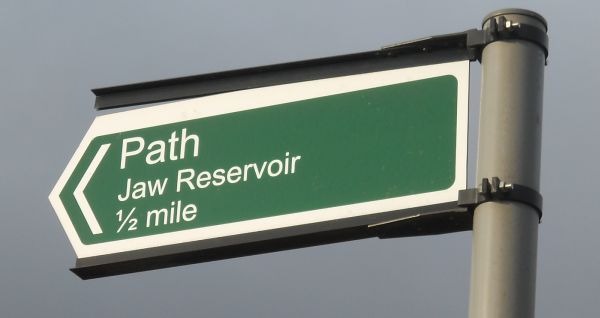 Path
Jaw Reservoir
½ mile